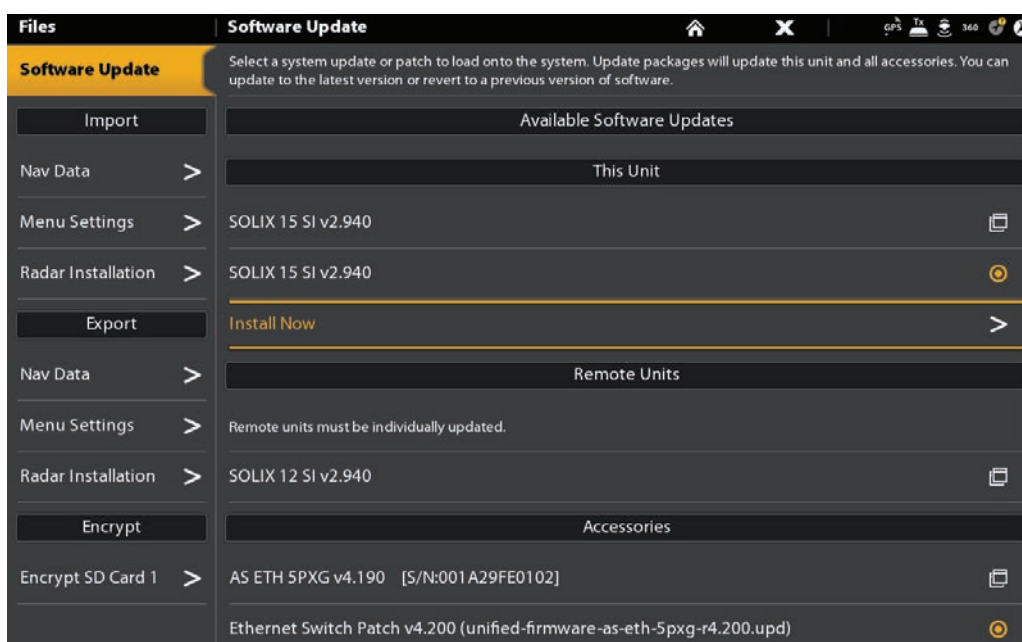 Files
Software Update
GPS Tx 360
Software Update
Select a system update or patch to load onto the system. Update packages will update this unit and all accessories. You can
update to the latest version or revert to a previous version of software.
Import
Available Software Updates
Nav Data
This Unit
Menu Settings
SOLIX 15 SI v2.940
Radar Installation
SOLIX 15 SI v2.940
Export
Install Now
Nav Data
Remote Units
Menu Settings
Remote units must be individually updated.
Radar Installation
SOLIX 12 SI v2.940
Encrypt
Accessories
Encrypt SD Card 1
AS ETH 5PXG v4.190 [S/N:001A29FE0102]
Ethernet Switch Patch v4.200 (unified-firmware-as-eth-5pxg-r4.200.upd)